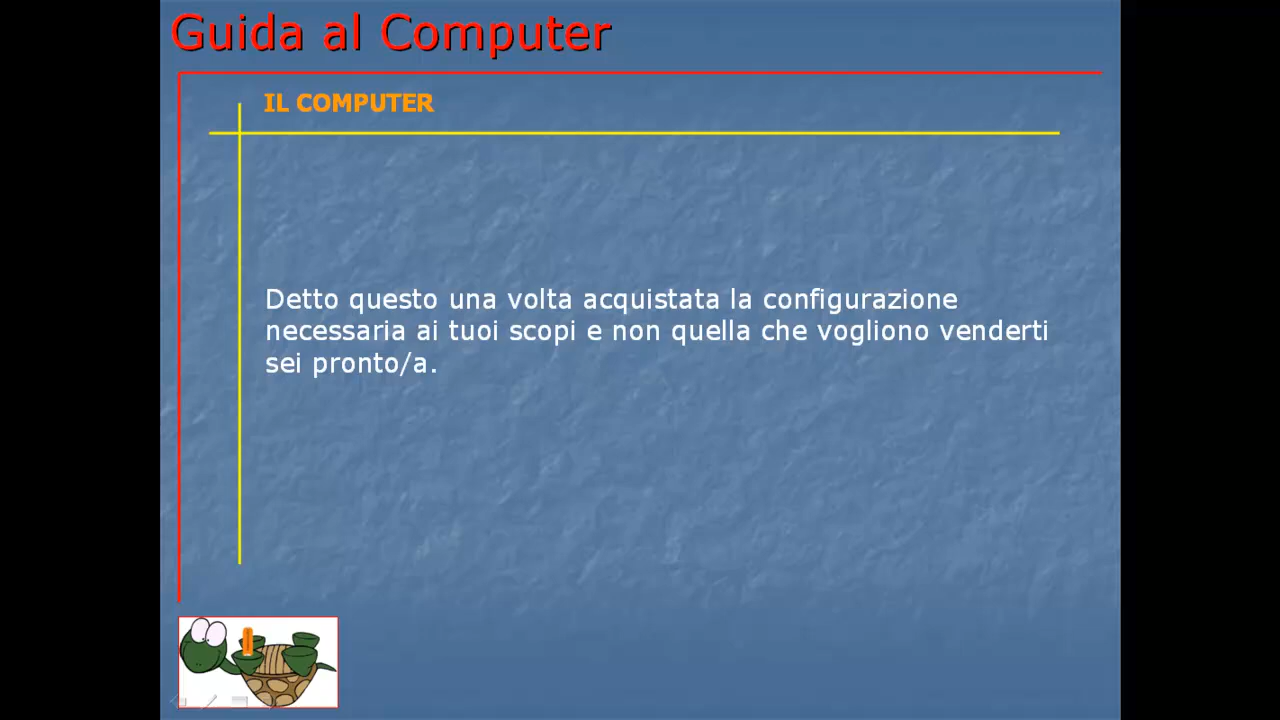 Guida al Computer
IL COMPUTER
Detto questo una volta acquistata la configurazione
necessaria ai tuoi scopi e non quella che vogliono venderti
sei pronto/a.